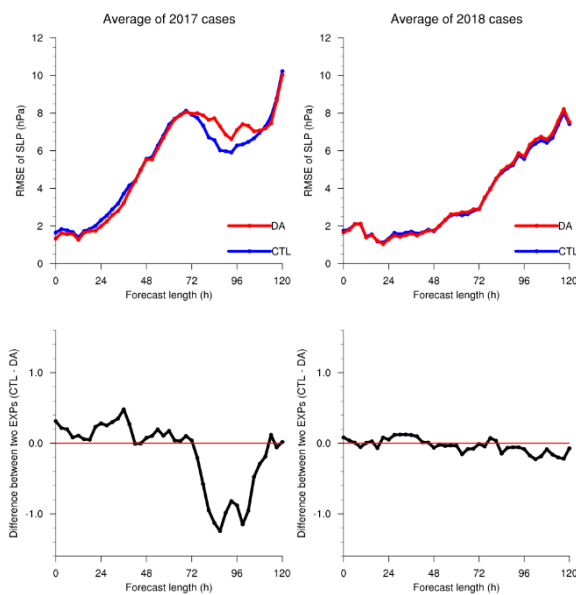 Average of 2017 cases
12
10
8
6
4
2
0
RMSE of SLP (hPa)
DA
CTL
0 24 48 72 96 120
Forecast length (h)
Average of 2018 cases
12
10
8
6
4
2
0
RMSE of SLP (hPa)
DA
CTL
0 24 48 72 96 120
Forecast length (h)
1.0
0.0
-1.0
Difference between two EXPs (CTL - DA)
0 24 48 72 96 120
Forecast length (h)
1.0
0.0
-1.0
Difference between two EXPs (CTL - DA)
0 24 48 72 96 120
Forecast length (h)